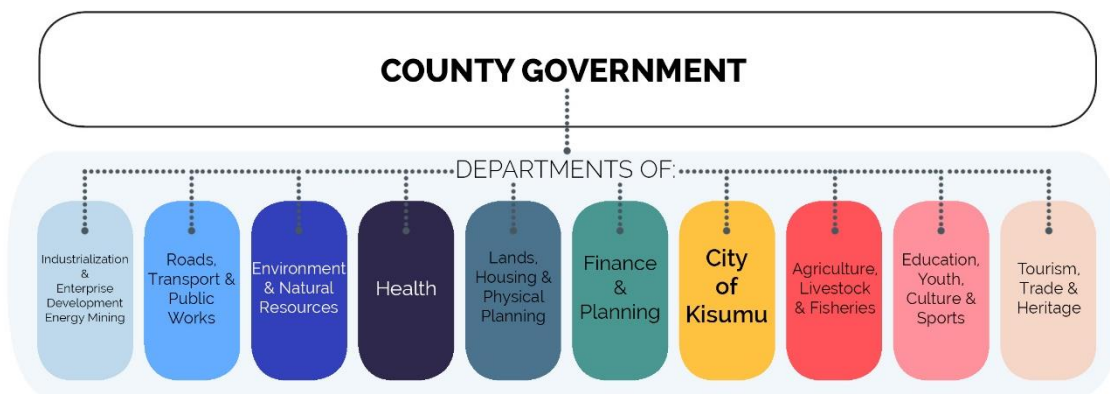 COUNTY GOVERNMENT
DEPARTMENTS OF:
Industrialization
&
Enterprise
Development
Energy Mining
Roads,
Transport &
Public
Works
Environment
& Natural
Resources
Health
Lands,
Housing &
Physical
Planning
Finance
&
Planning
City
of
Kisumu
Agriculture,
Livestock
& Fisheries
Education,
Youth,
Culture &
Sports
Tourism,
Trade &
Heritage